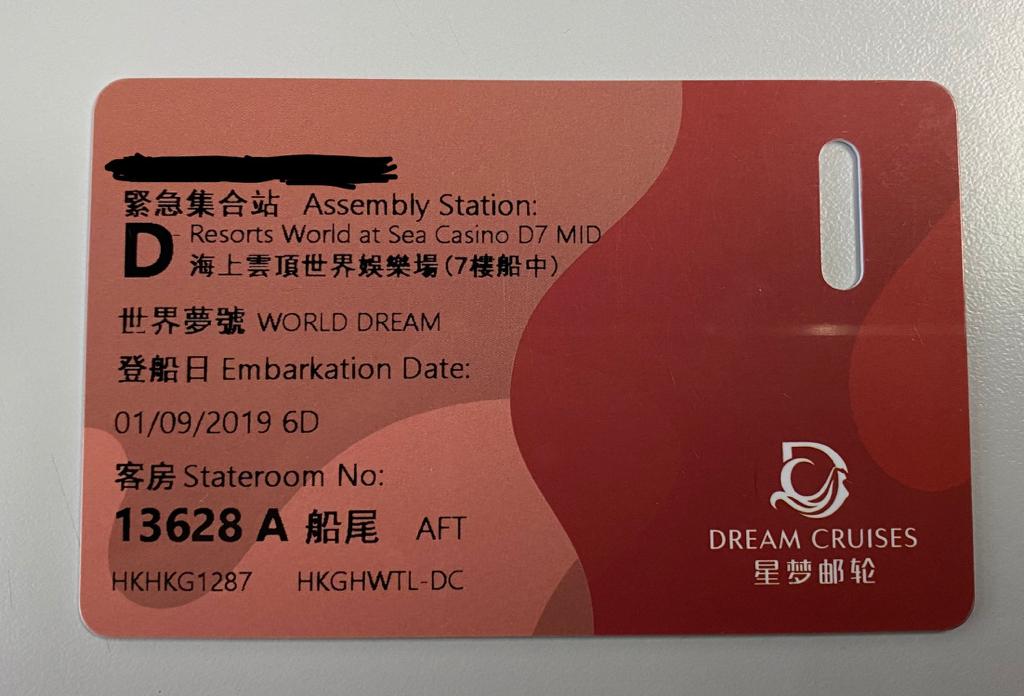 緊急集合站 Assembly Station:
D - Resorts World at Sea Casino D7 MID
海上雲頂世界娛樂場(7樓船中)
世界夢號 WORLD DREAM
登船日 Embarkation Date:
01/09/2019 6D
客房 Stateroom No:
13628 A 船尾 AFT
HKHKG1287 HKGHWTL-DC
DREAM CRUISES
星梦邮轮